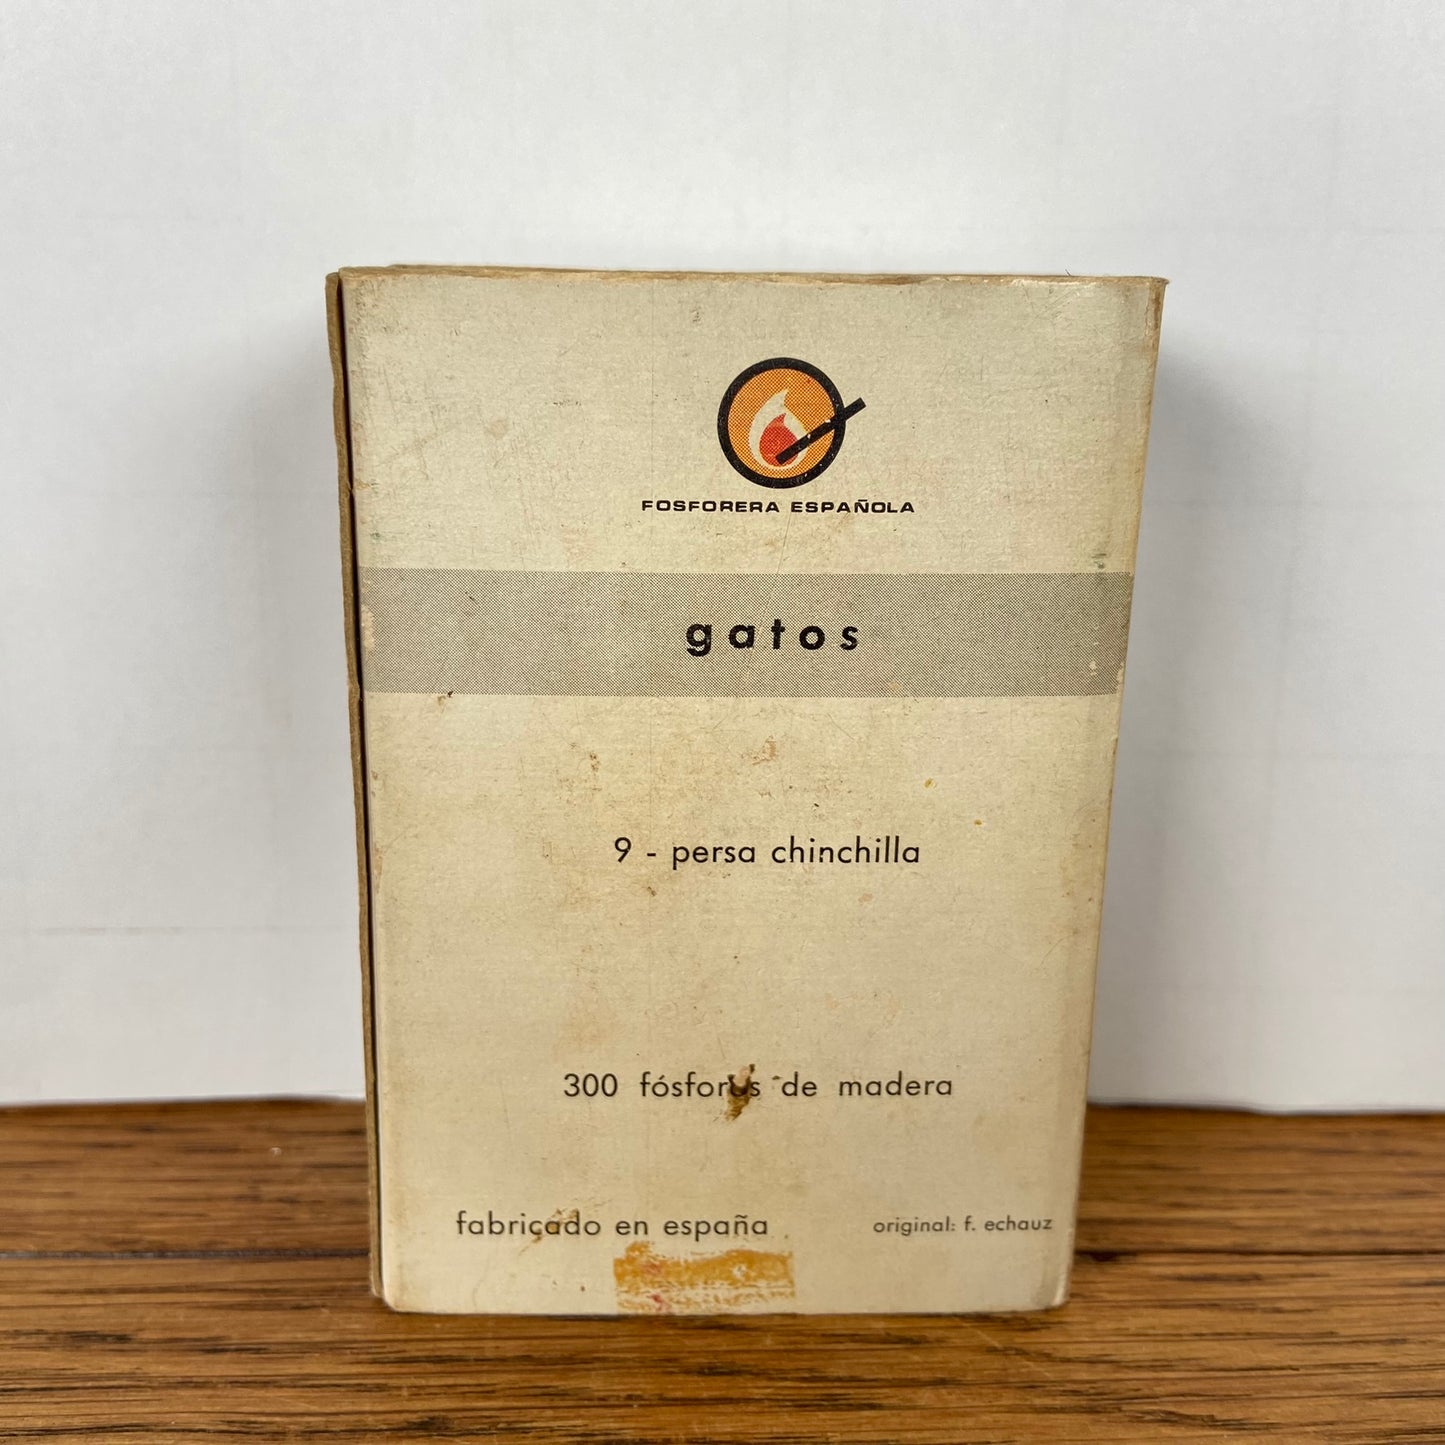 FOSFORERA ESPAÑOLA
gatos
9 - persa chinchilla
300 fósforos de madera
fabricado en españa
original: f. echauz